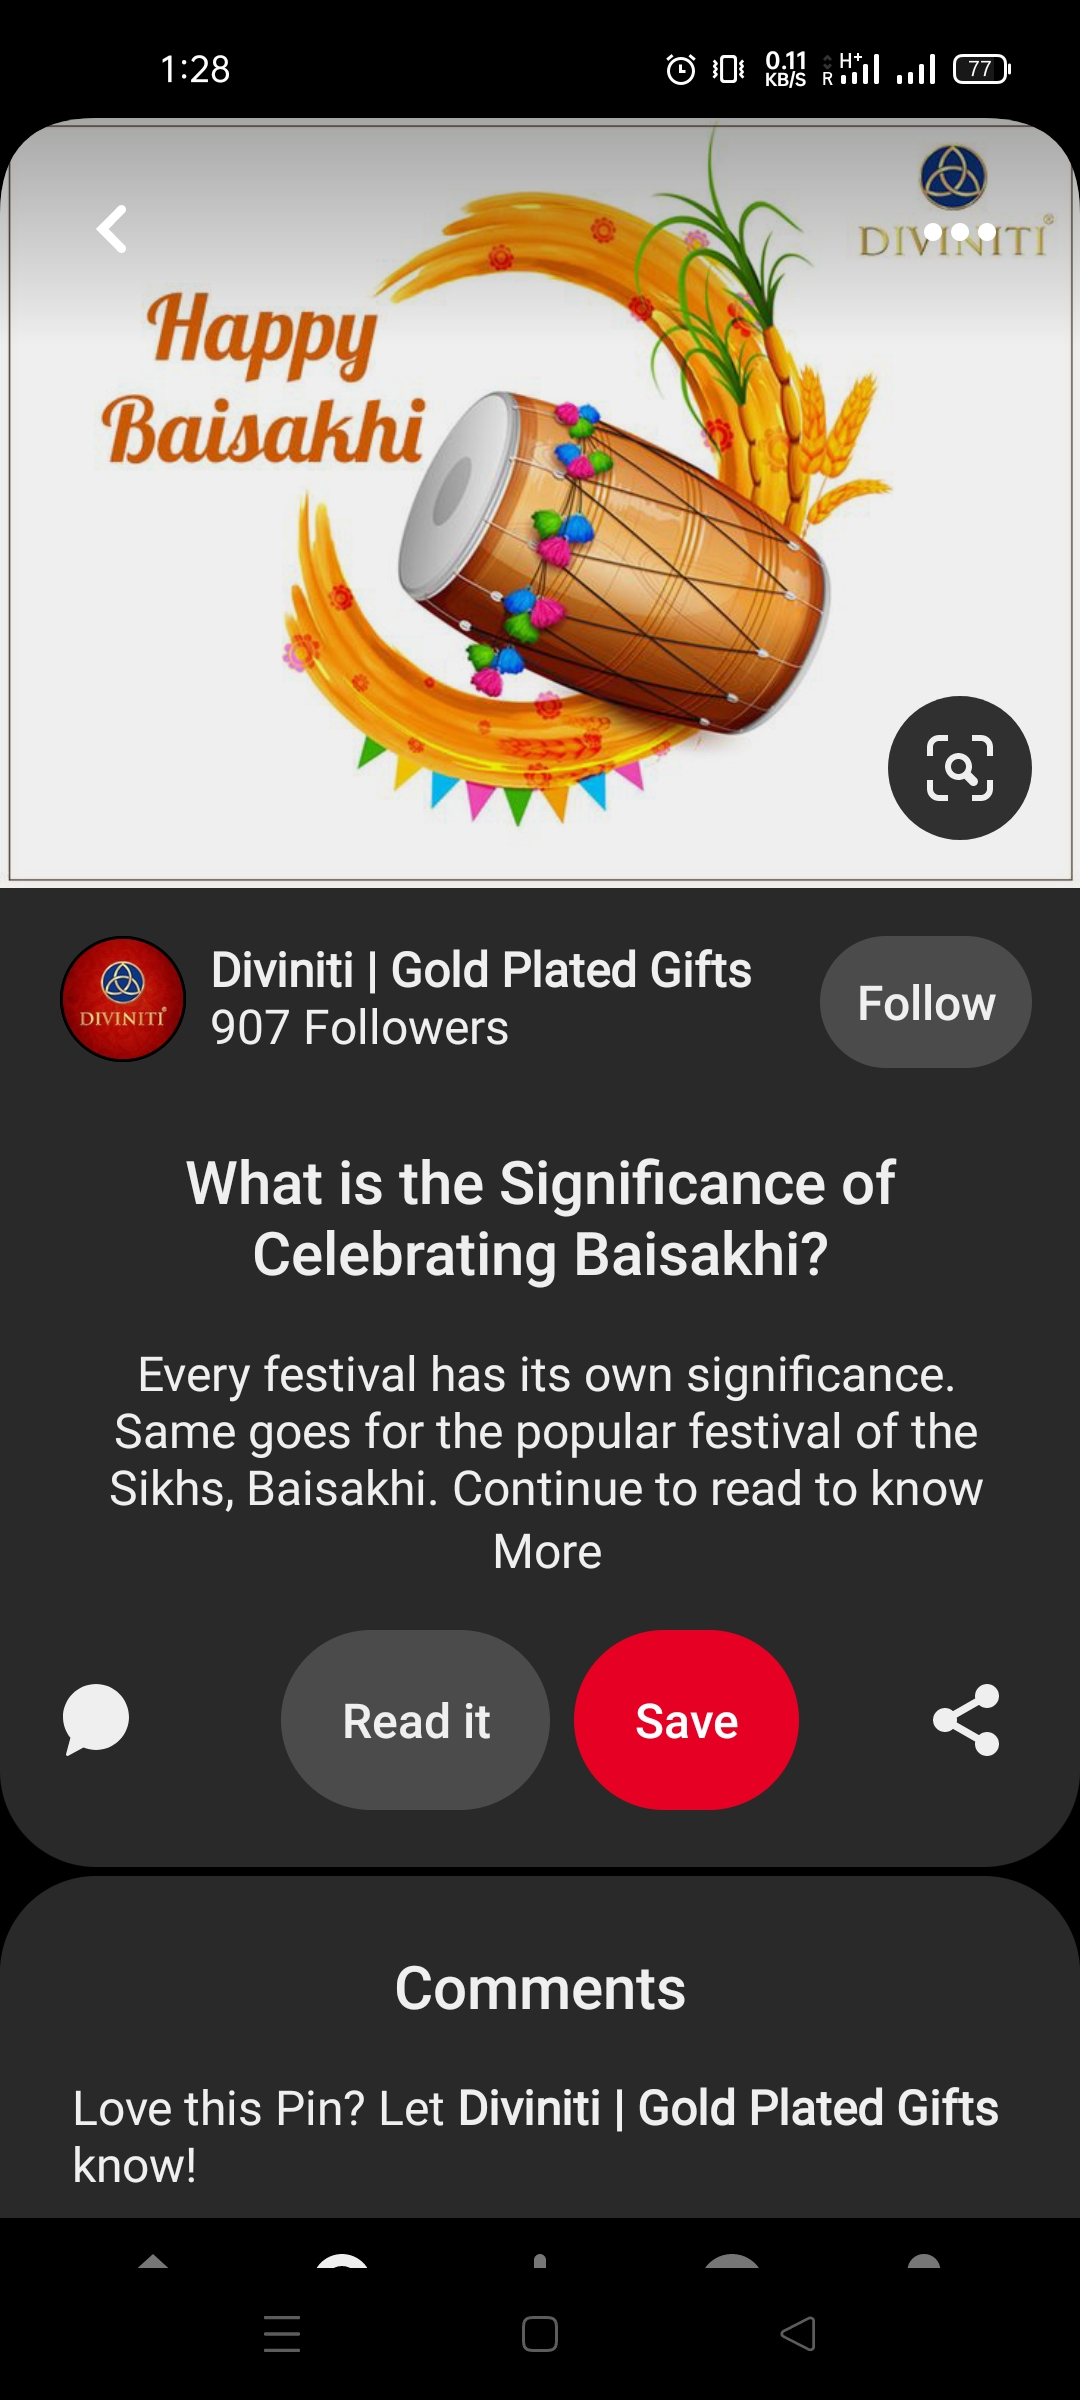 1:28
0.11
KB/S
R
H+
77
DIVINITI®
Happy
Baisakhi
DIVINITI®
Diviniti | Gold Plated Gifts
907 Followers
Follow
What is the Significance of
Celebrating Baisakhi?
Every festival has its own significance.
Same goes for the popular festival of the
Sikhs, Baisakhi. Continue to read to know
More
Read it
Save
Comments
Love this Pin? Let Diviniti | Gold Plated Gifts
know!